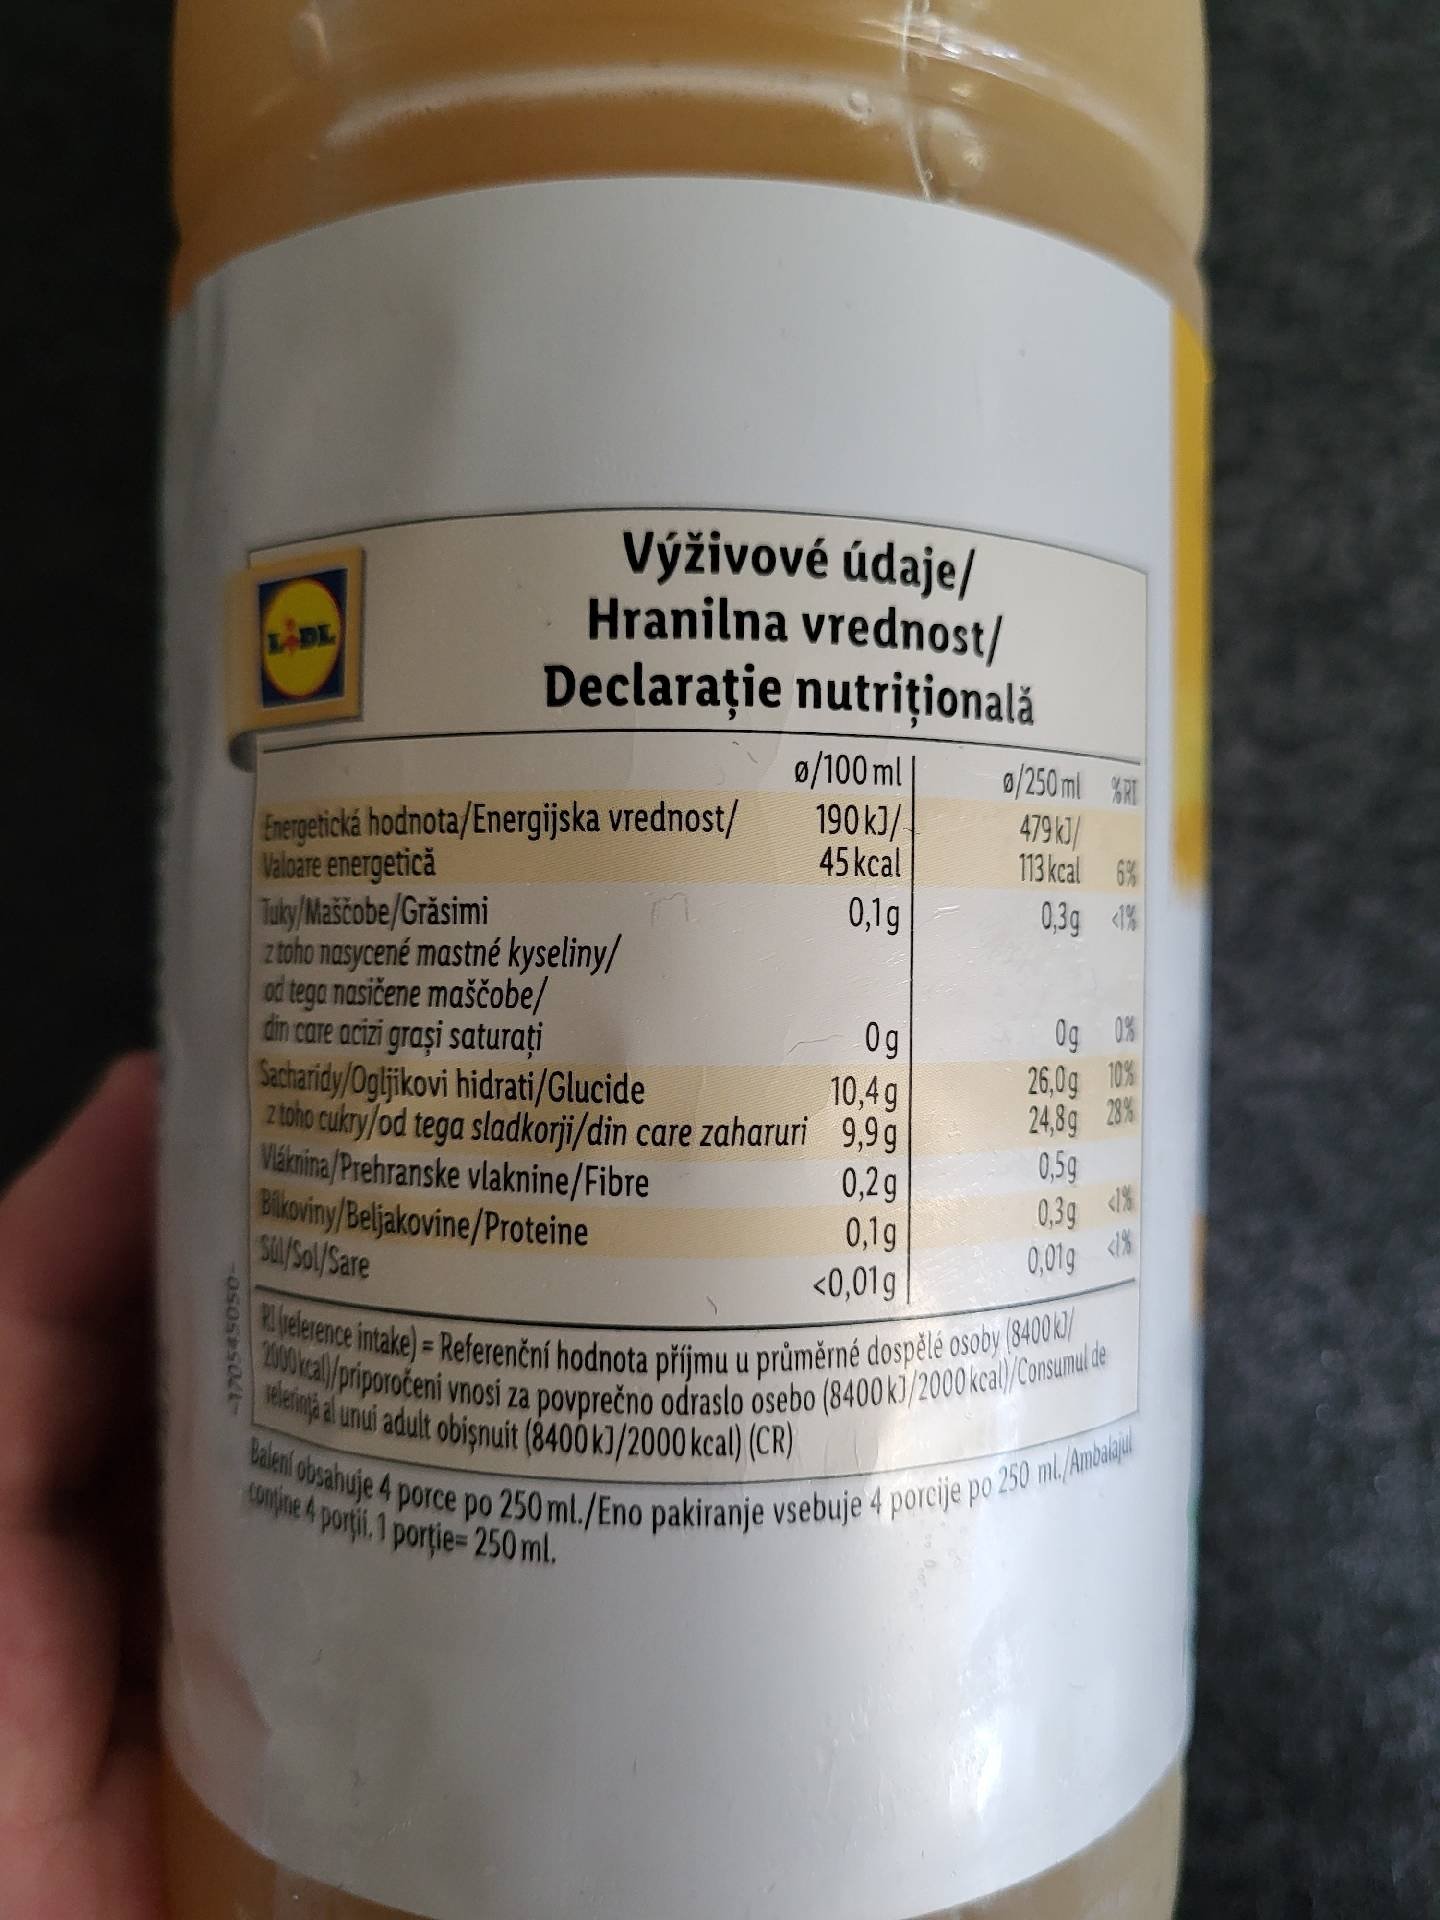 Výživové údaje/
Hranilna vrednost/
Declarație nutrițională
LIDL
ø/100 ml ø/250 ml %RI
Energetická hodnota/Energijska vrednost/ 190 kJ/ 479 kJ/
Valoare energetică 45 kcal 113 kcal 6%
Tuky/Maščobe/Grăsimi 0,1 g 0,3g <1%
z toho nasycené mastné kyseliny/
od tega nasičene maščobe/
din care acizi grași saturați 0 g 0g 0%
Sacharidy/Ogljikovi hidrati/Glucide 10,4 g 26,0g 10%
z toho cukry/od tega sladkorji/din care zaharuri 9,9 g 24,8g 28%
Vláknina/Prehranske vlaknine/Fibre 0,2 g 0,5g
Bílkoviny/Beljakovine/Proteine 0,1 g 0,3g <1%
Sůl/Sol/Sare <0,01 g 0,01g <1%
RI (reference intake) = Referenční hodnota příjmu u průměrné dospělé osoby (8400 kJ/
2000 kcal)/priporočeni vnosi za povprečno odraslo osebo (8400 kJ/2000 kcal)/Consumul de
referință al unui adult obișnuit (8400 kJ/2000 kcal) (CR)
Balení obsahuje 4 porce po 250 ml./Eno pakiranje vsebuje 4 porcije po 250 ml./Ambalajul
conține 4 porții. 1 porție= 250 ml.